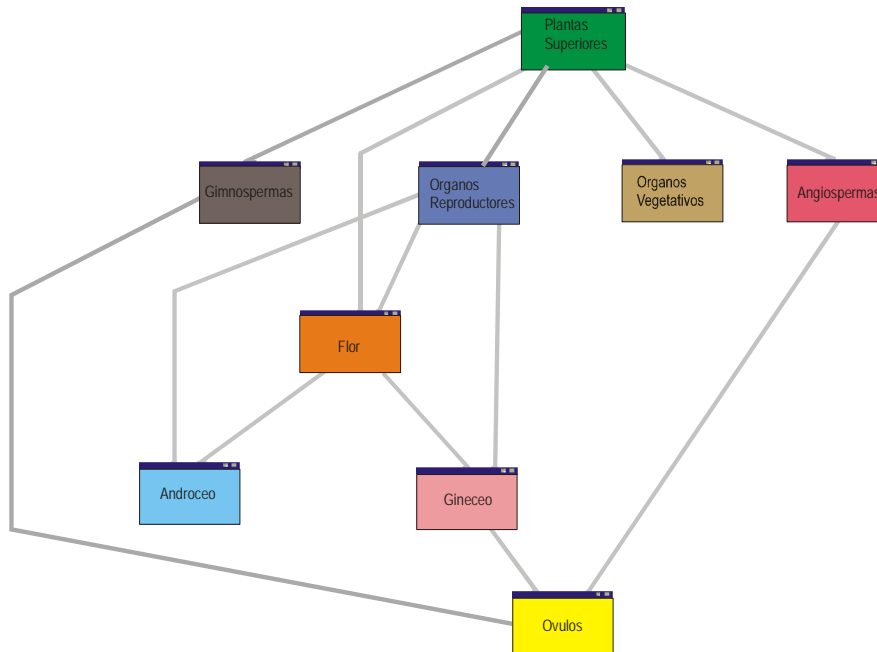 Plantas
Superiores
Gimnospermas
Organos
Reproductores
Organos
Vegetativos
Angiospermas
Flor
Androceo
Gineceo
Ovulos